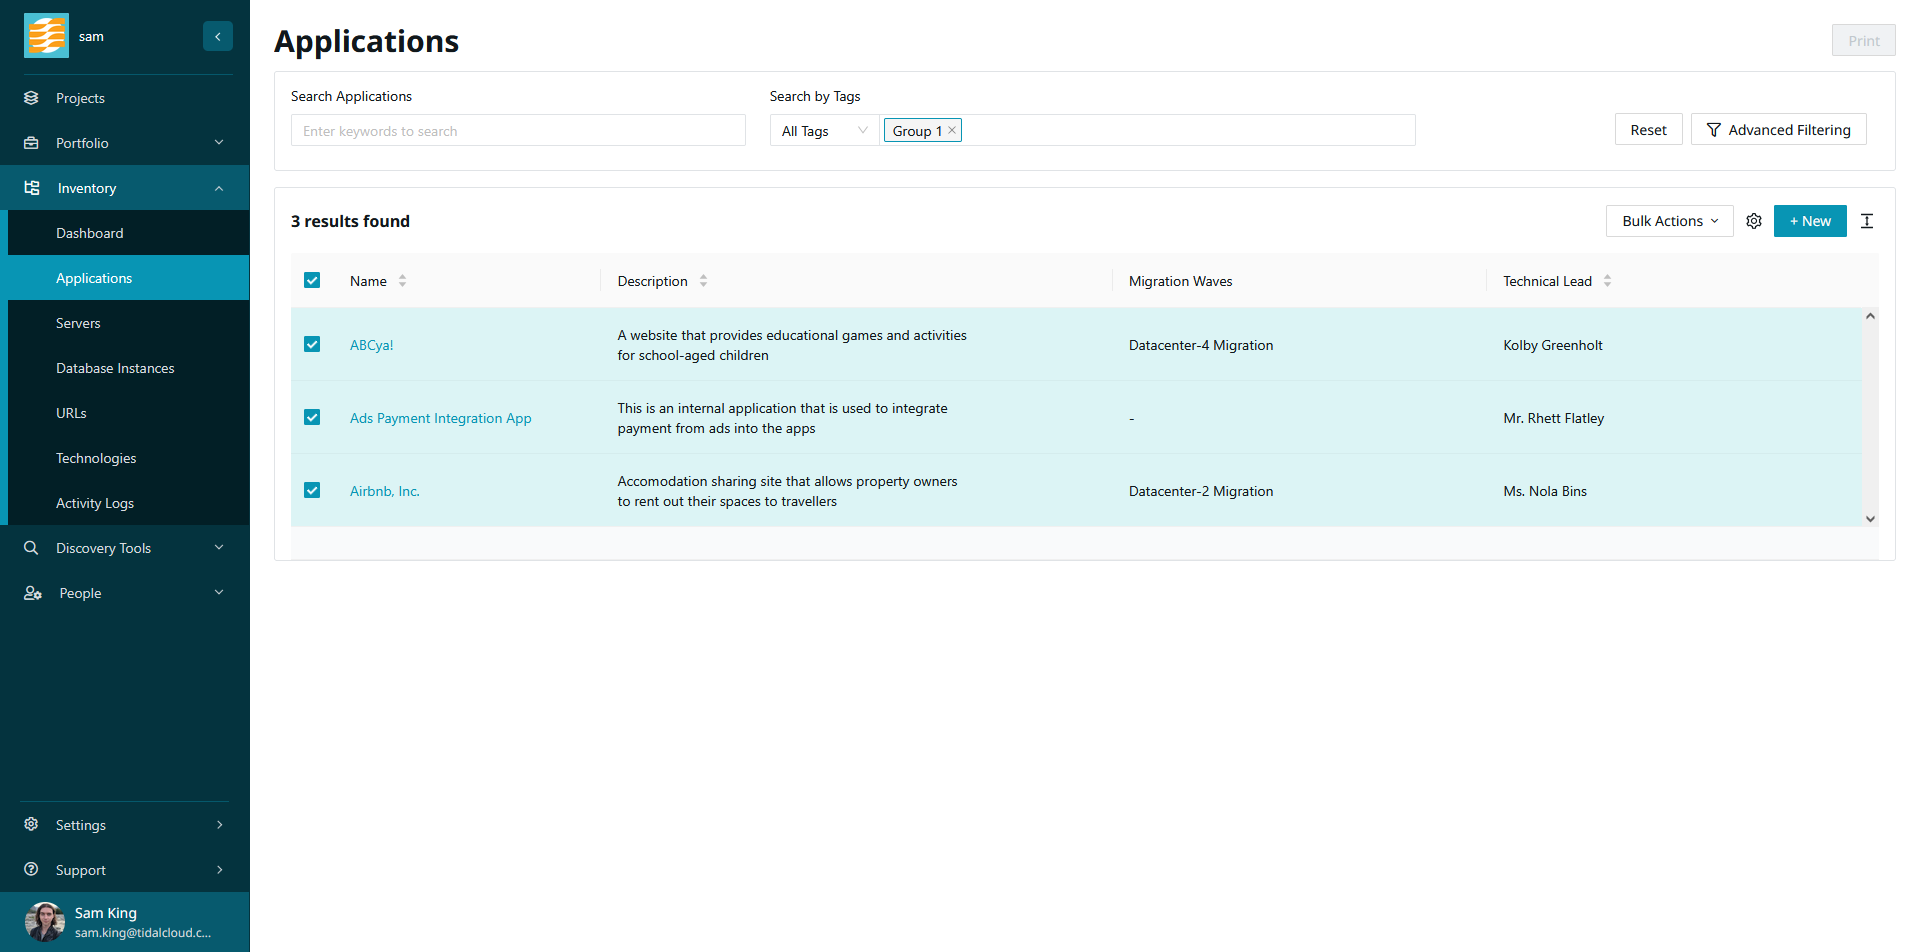 sam
Projects
Portfolio
Inventory
Dashboard
Applications
Servers
Database Instances
URLs
Technologies
Activity Logs
Discovery Tools
People
Settings
Support
Sam King
sam.king@tidalcloud.c...
Applications
Print
Search Applications
Enter keywords to search
Search by Tags
All Tags
Group 1
Reset
Advanced Filtering
3 results found
Bulk Actions
+ New
Name
Description
Migration Waves
Technical Lead
ABCya!
A website that provides educational games and activities
for school-aged children
Datacenter-4 Migration
Kolby Greenholt
Ads Payment Integration App
This is an internal application that is used to integrate
payment from ads into the apps
-
Mr. Rhett Flatley
Airbnb, Inc.
Accomodation sharing site that allows property owners
to rent out their spaces to travellers
Datacenter-2 Migration
Ms. Nola Bins